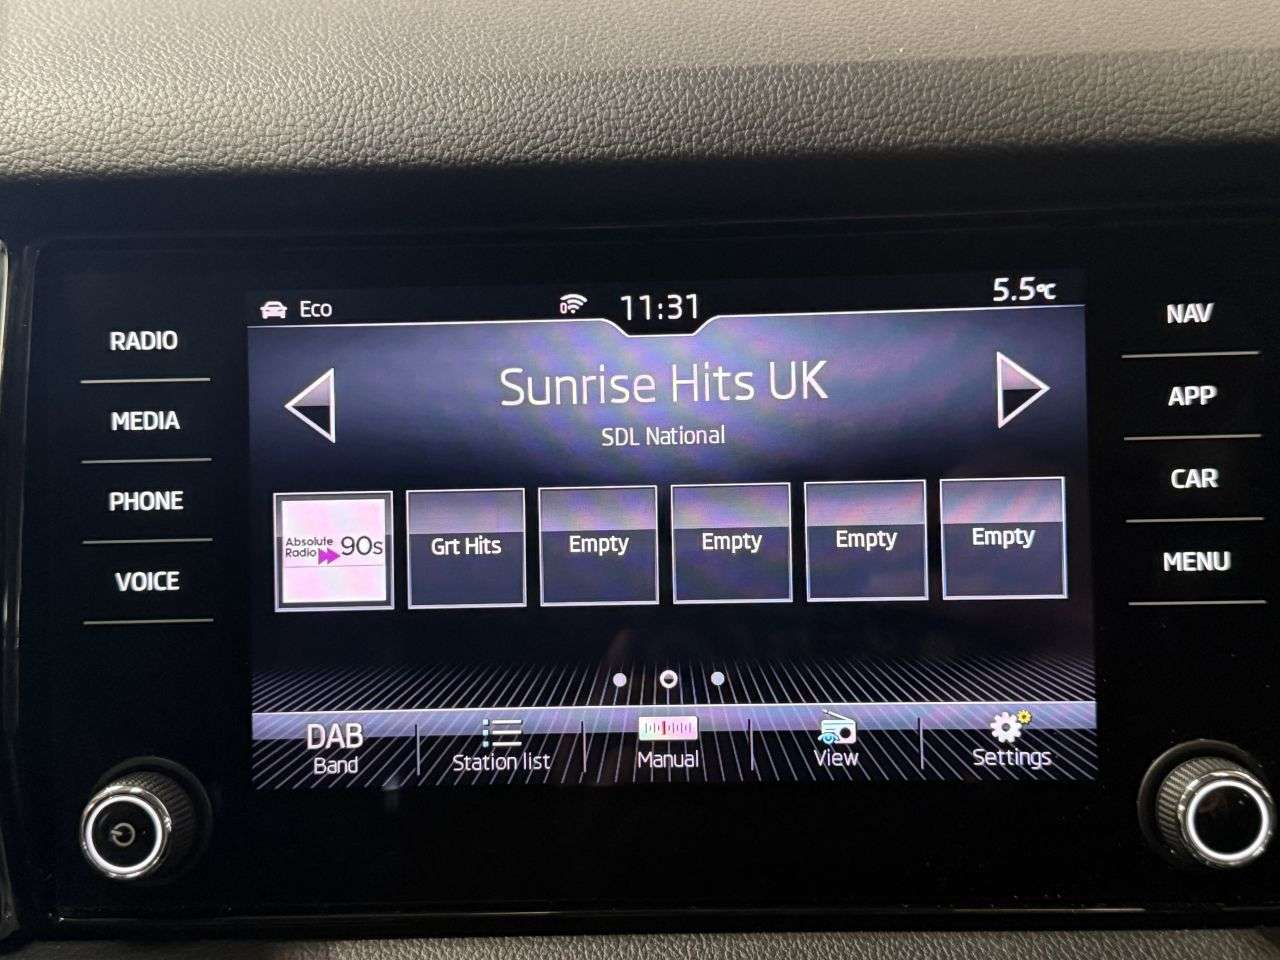 Eco
0
11:31
5.5°C
RADIO
MEDIA
PHONE
VOICE
Sunrise Hits UK
SDL National
Absolute
Radio 90s
Grt Hits
Empty
Empty
Empty
Empty
DAB
Band
Station list
Manual
View
Settings
NAV
APP
CAR
MENU